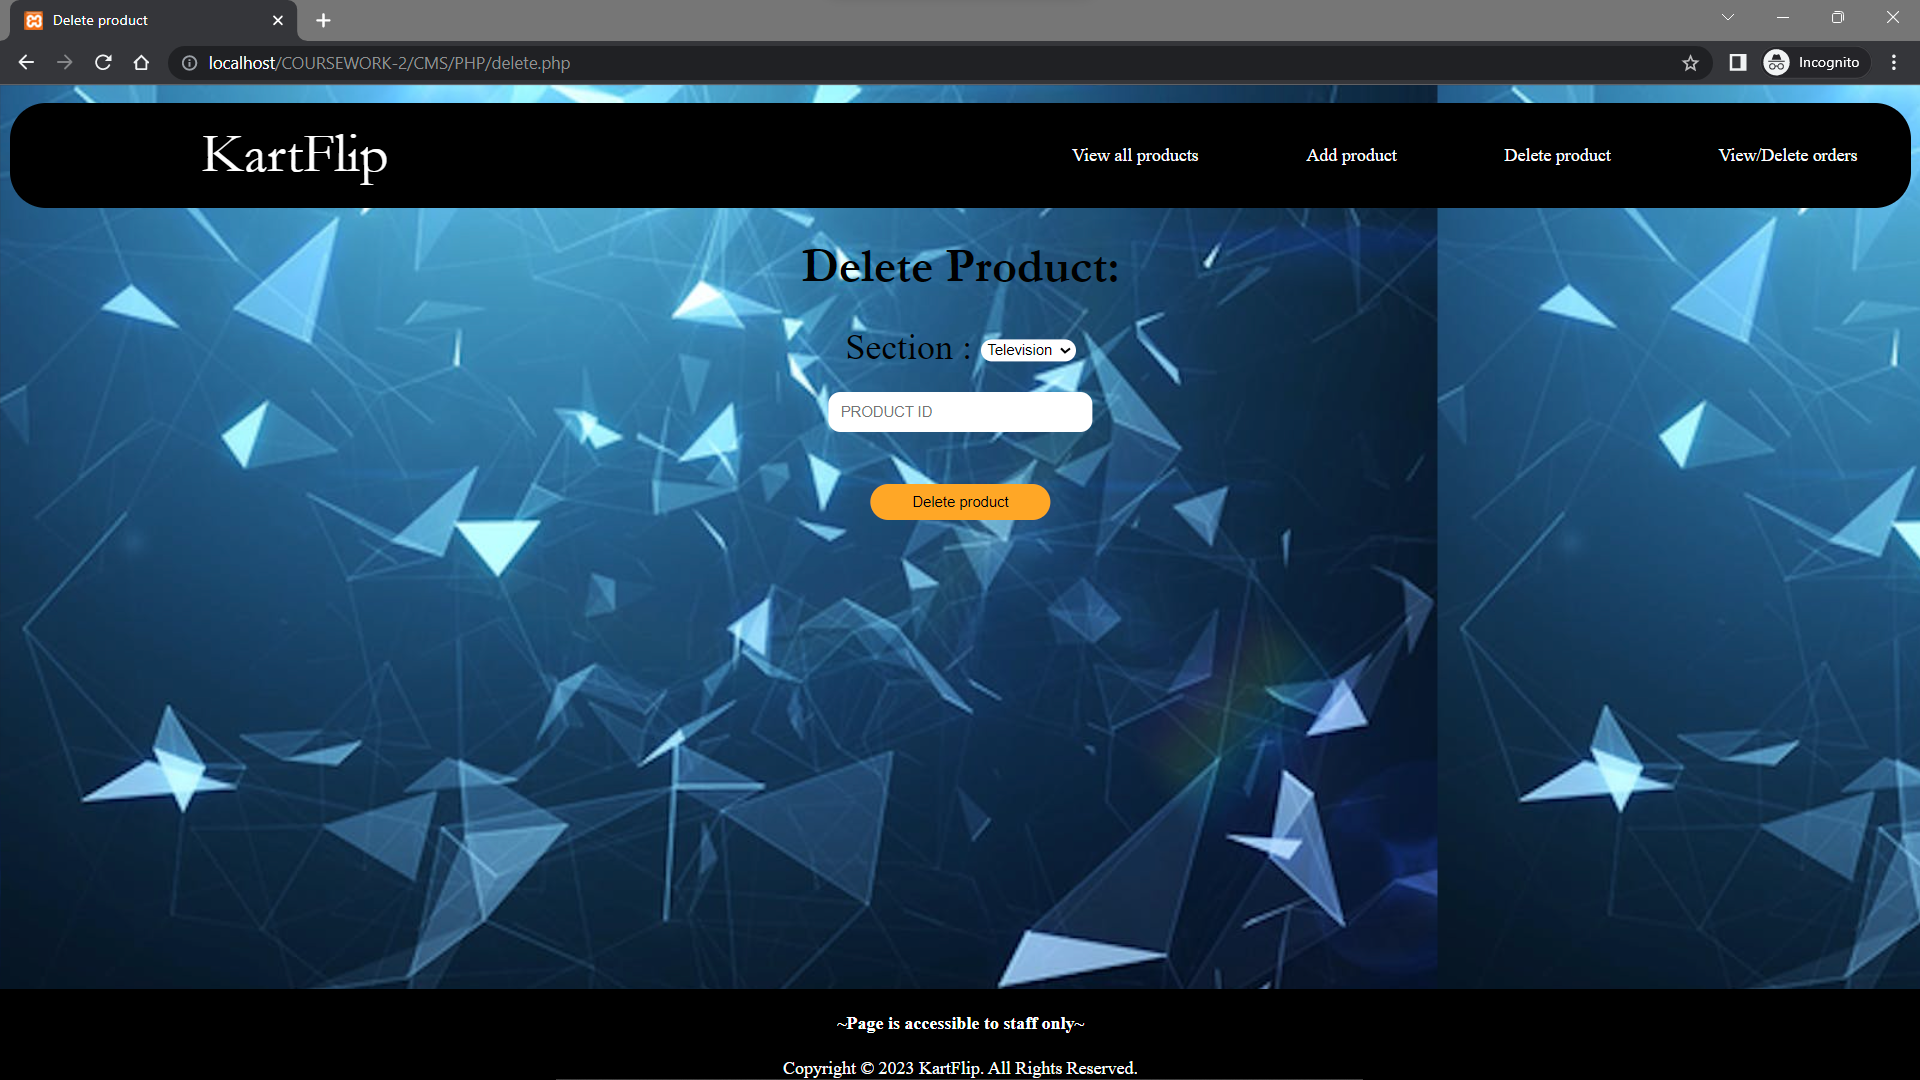 Delete product
localhost/COURSEWORK-2/CMS/PHP/delete.php
Incognito
KartFlip
View all products
Add product
Delete product
View/Delete orders
Delete Product:
Section : Television
PRODUCT ID
Delete product
~Page is accessible to staff only~
Copyright © 2023 KartFlip. All Rights Reserved.